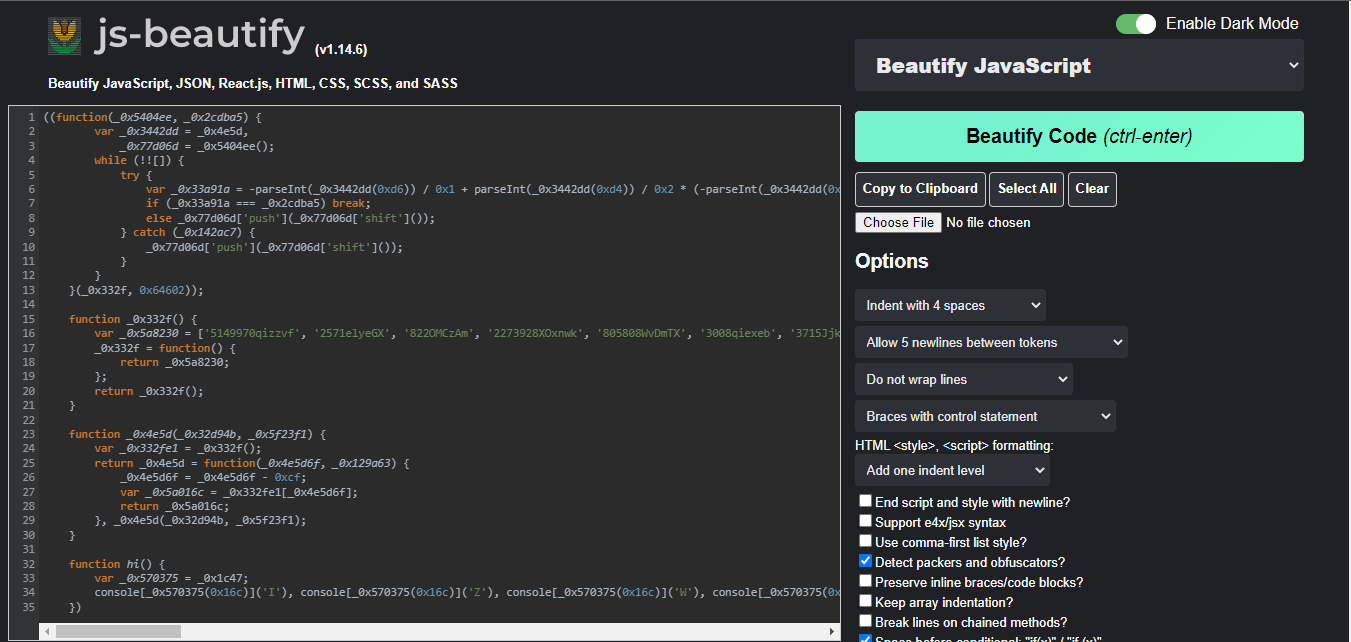 js-beautify (v1.14.6)
Beautify JavaScript, JSON, React.js, HTML, CSS, SCSS, and SASS
1 ((function(_0x5404ee, _0x2cdba5) {
2 var _0x3442dd = _0x4e5d,
3 _0x77d06d = _0x5404ee();
4 while (!![]) {
5 try {
6 var _0x33a91a = -parseInt(_0x3442dd(0xd6)) / 0x1 + parseInt(_0x3442dd(0xd4)) / 0x2 * (-parseInt(_0x3442dd(0x
7 if (_0x33a91a === _0x2cdba5) break;
8 else _0x77d06d['push'](_0x77d06d['shift']());
9 } catch (_0x142ac7) {
10 _0x77d06d['push'](_0x77d06d['shift']());
11 }
12 }
13 }(_0x332f, 0x64602));
14
15 function _0x332f() {
16 var _0x5a8230 = ['5149970qizzvf', '2571elyeGX', '822OMCzAm', '2273928XOxnwk', '805808WvDmTX', '3008qiexeb', '3715Jjk
17 _0x332f = function() {
18 return _0x5a8230;
19 };
20 return _0x332f();
21 }
22
23 function _0x4e5d(_0x32d94b, _0x5f23f1) {
24 var _0x332fe1 = _0x332f();
25 return _0x4e5d = function(_0x4e5d6f, _0x129a63) {
26 _0x4e5d6f = _0x4e5d6f - 0xcf;
27 var _0x5a016c = _0x332fe1[_0x4e5d6f];
28 return _0x5a016c;
29 }, _0x4e5d(_0x32d94b, _0x5f23f1);
30 }
31
32 function hi() {
33 var _0x570375 = _0x1c47;
34 console[_0x570375(0x16c)]('I'), console[_0x570375(0x16c)]('Z'), console[_0x570375(0x16c)]('W'), console[_0x570375(0x
35 })
Enable Dark Mode
Beautify JavaScript
Beautify Code (ctrl-enter)
Copy to Clipboard Select All Clear
Choose File No file chosen
Options
Indent with 4 spaces
Allow 5 newlines between tokens
Do not wrap lines
Braces with control statement
HTML <style>, <script> formatting:
Add one indent level
End script and style with newline?
Support e4x/jsx syntax
Use comma-first list style?
Detect packers and obfuscators?
Preserve inline braces/code blocks?
Keep array indentation?
Break lines on chained methods?
Space before conditional: "if(x)" / "if (x)"